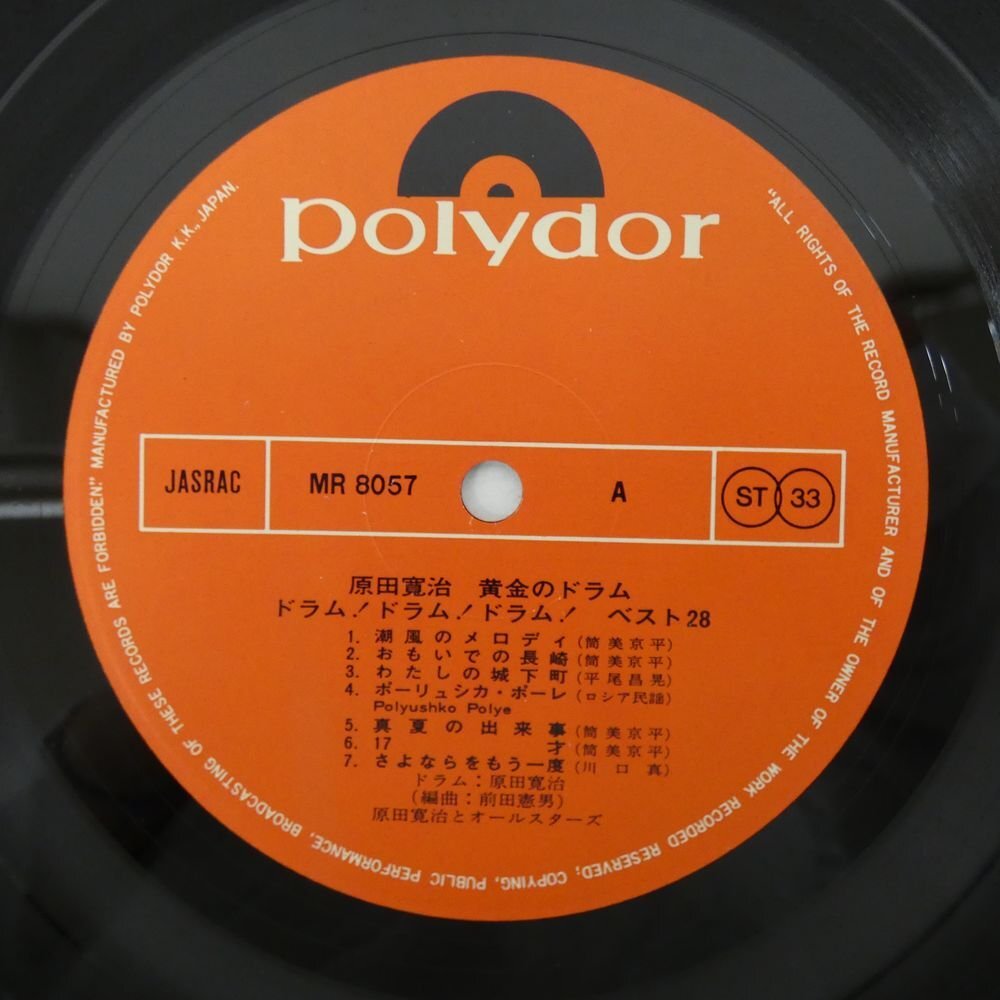 polydor
"ALL RIGHTS OF THE RECORD MANUFACTURER AND OF THE OWNER OF THE WORK RECORDED RESERVED; COPYING, PUBLIC PERFORMANCE, BROADCASTING OF THESE RECORDS ARE FORBIDDEN." MANUFACTURED BY POLYDOR K.K., JAPAN.
JASRAC
MR 8057
A
ST 33
原田寛治 黄金のドラム
ドラム!ドラム!ドラム! ベスト28
1. 潮風のメロディ (筒美京平)
2. おもいでの長崎 (筒美京平)
3. わたしの城下町 (平尾昌晃)
4. ポーリュシカ・ポーレ (ロシア民謡)
Polyushko Polye
5. 真夏の出来事 (筒美京平)
6. 17才 (筒美京平)
7. さよならをもう一度 (川口真)
ドラム:原田寛治
(編曲:前田憲男)
原田寛治とオールスターズ